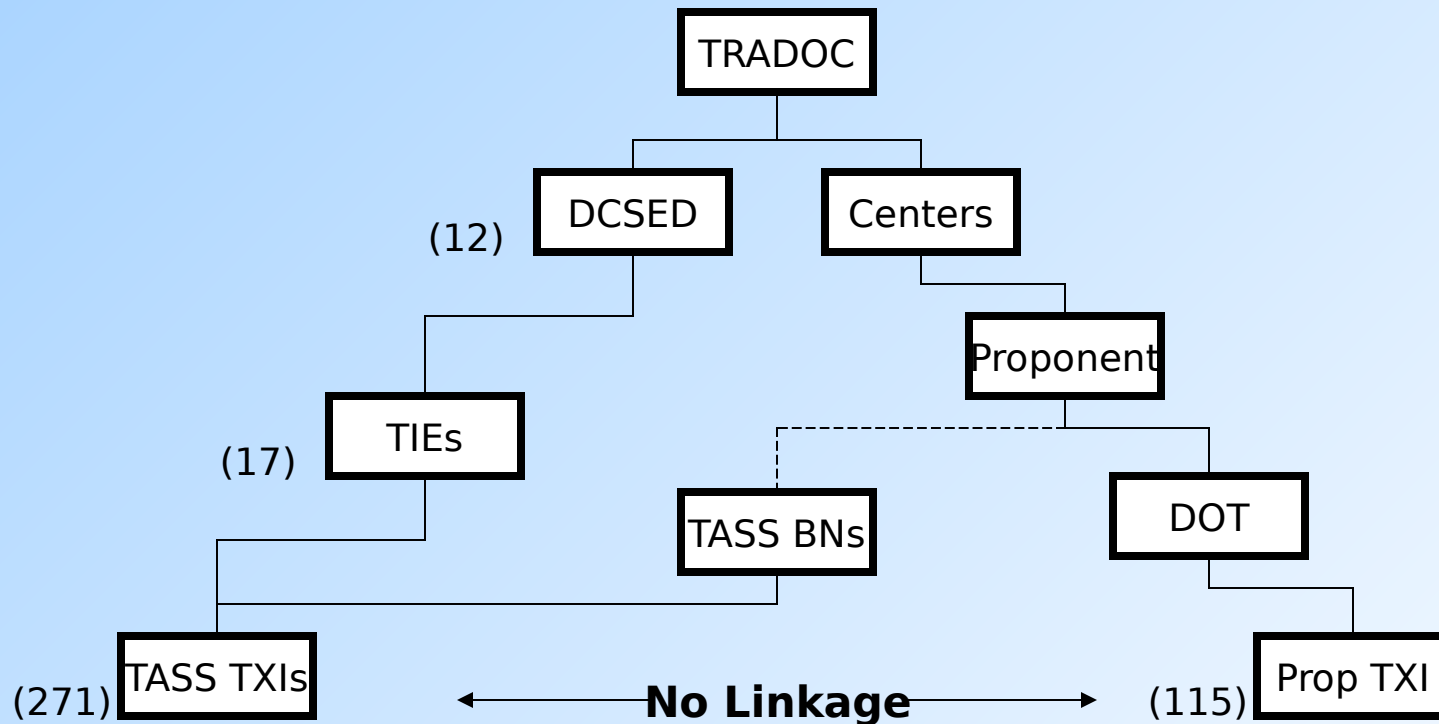 TRADOC
DCSED
Centers
(12)
Proponent
TIEs
(17)
TASS BNs
DOT
TASS TXIs
Prop TXI
(271)
No Linkage
(115)